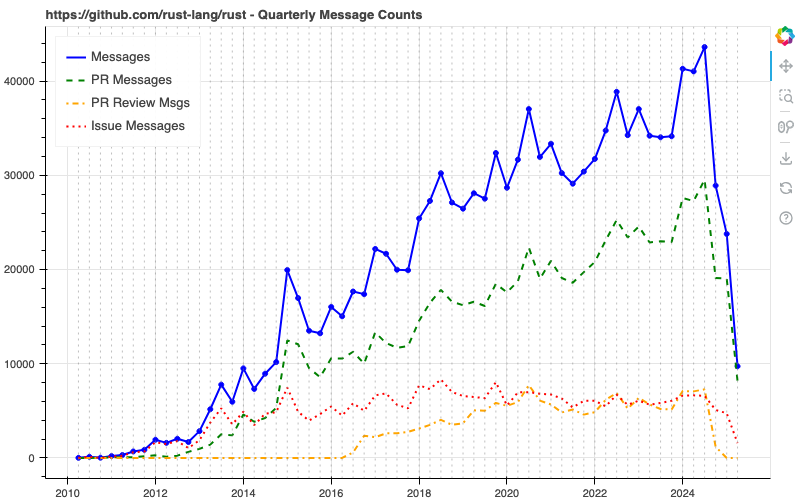 https://github.com/rust-lang/rust - Quarterly Message Counts
Messages
PR Messages
PR Review Msgs
Issue Messages
40000
30000
20000
10000
0
2010 2012 2014 2016 2018 2020 2022 2024